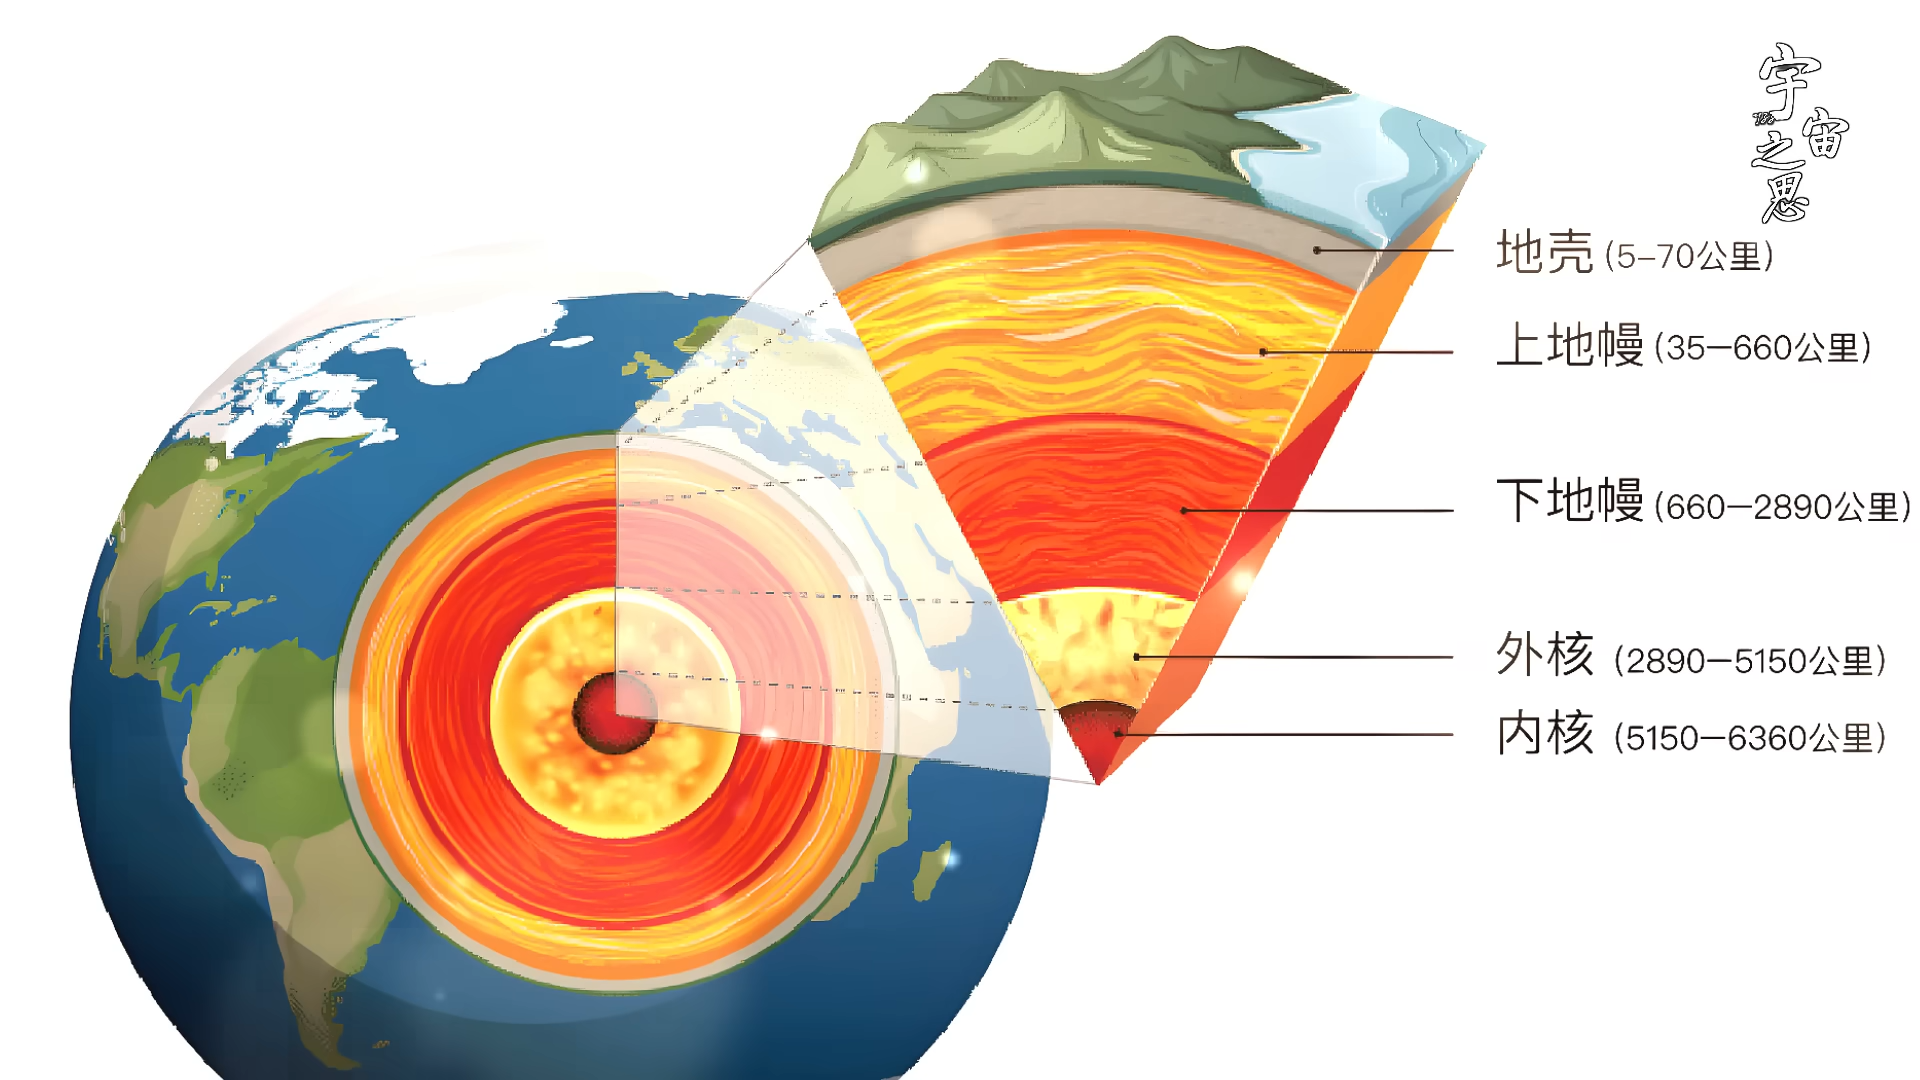 宇宙之思
地壳 (5–70公里)
上地幔 (35–660公里)
下地幔 (660–2890公里)
外核 (2890–5150公里)
内核 (5150–6360公里)